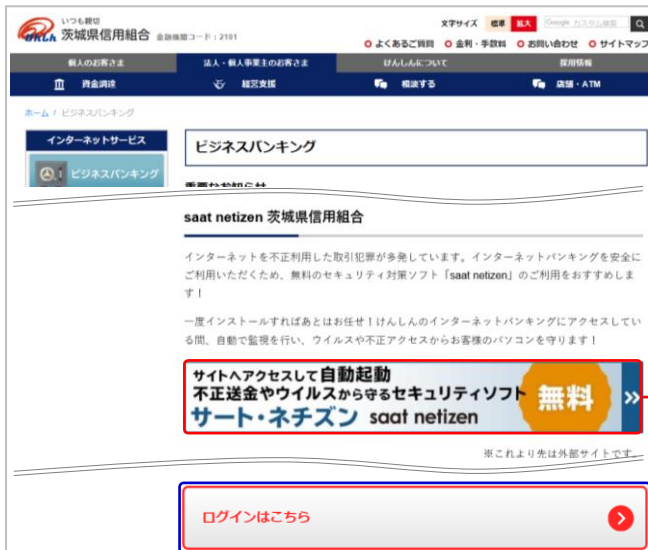 いつも親切
茨城県信用組合 金融機関コード：2101
文字サイズ 標準 拡大 Google カスタム検索
よくあるご質問 金利・手数料 お問い合わせ サイトマップ
個人のお客さま 法人・個人事業主のお客さま けんしんについて 採用情報
資金調達 経営支援 相談する 店舗・ATM
ホーム / ビジネスバンキング
インターネットサービス
ビジネスバンキング
ビジネスバンキング
重要なお知らせ
saat netizen 茨城県信用組合
インターネットを不正利用した取引犯罪が多発しています。インターネットバンキングを安全に
ご利用いただくため、無料のセキュリティ対策ソフト「saat netizen」のご利用をおすすめしま
す！
一度インストールすればあとはお任せ！けんしんのインターネットバンキングにアクセスしてい
る間、自動で監視を行い、ウイルスや不正アクセスからお客様のパソコンを守ります！
サイトへアクセスして自動起動
不正送金やウイルスから守るセキュリティソフト
サート・ネチズン saat netizen
無料
※これより先は外部サイトです。
ログインはこちら